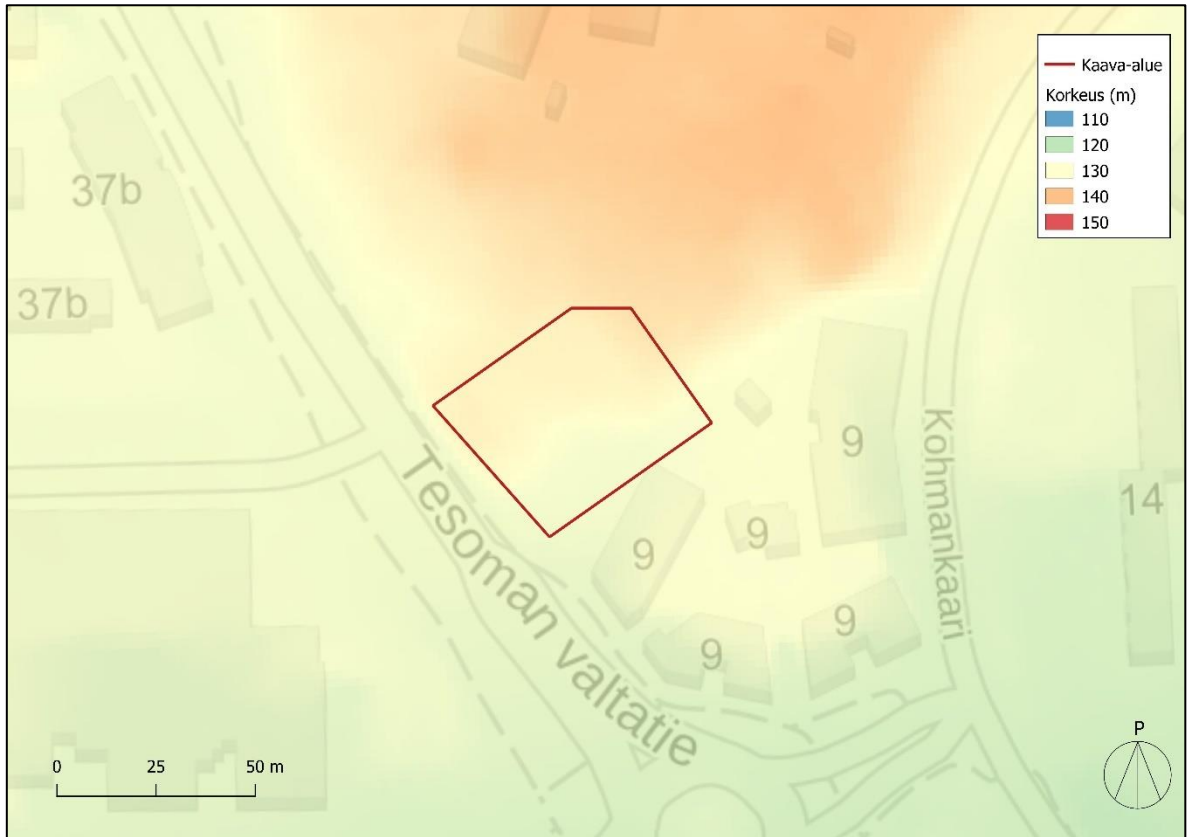 Kaava-alue
Korkeus (m)
110
120
130
140
150
37b
37b
Tesoman valtatie
Kohmankaari
9
9
9
9
9
14
0 25 50 m
P